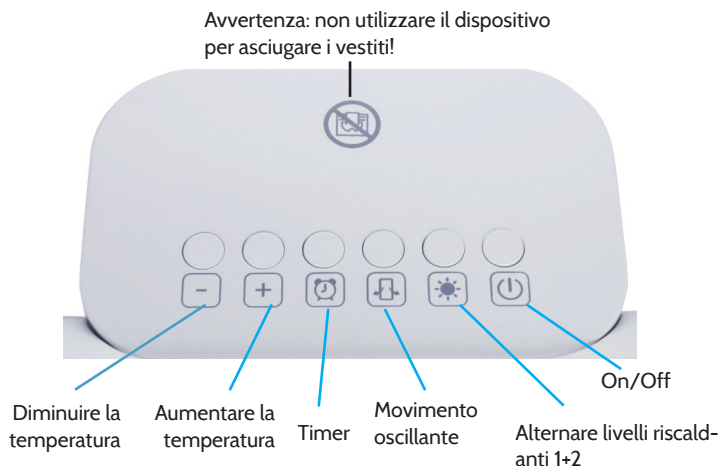 Avvertenza: non utilizzare il dispositivo
per asciugare i vestiti!
- +
On/Off
Diminuire la
temperatura
Aumentare la
temperatura
Timer
Movimento
oscillante
Alternare livelli riscald-
anti 1+2